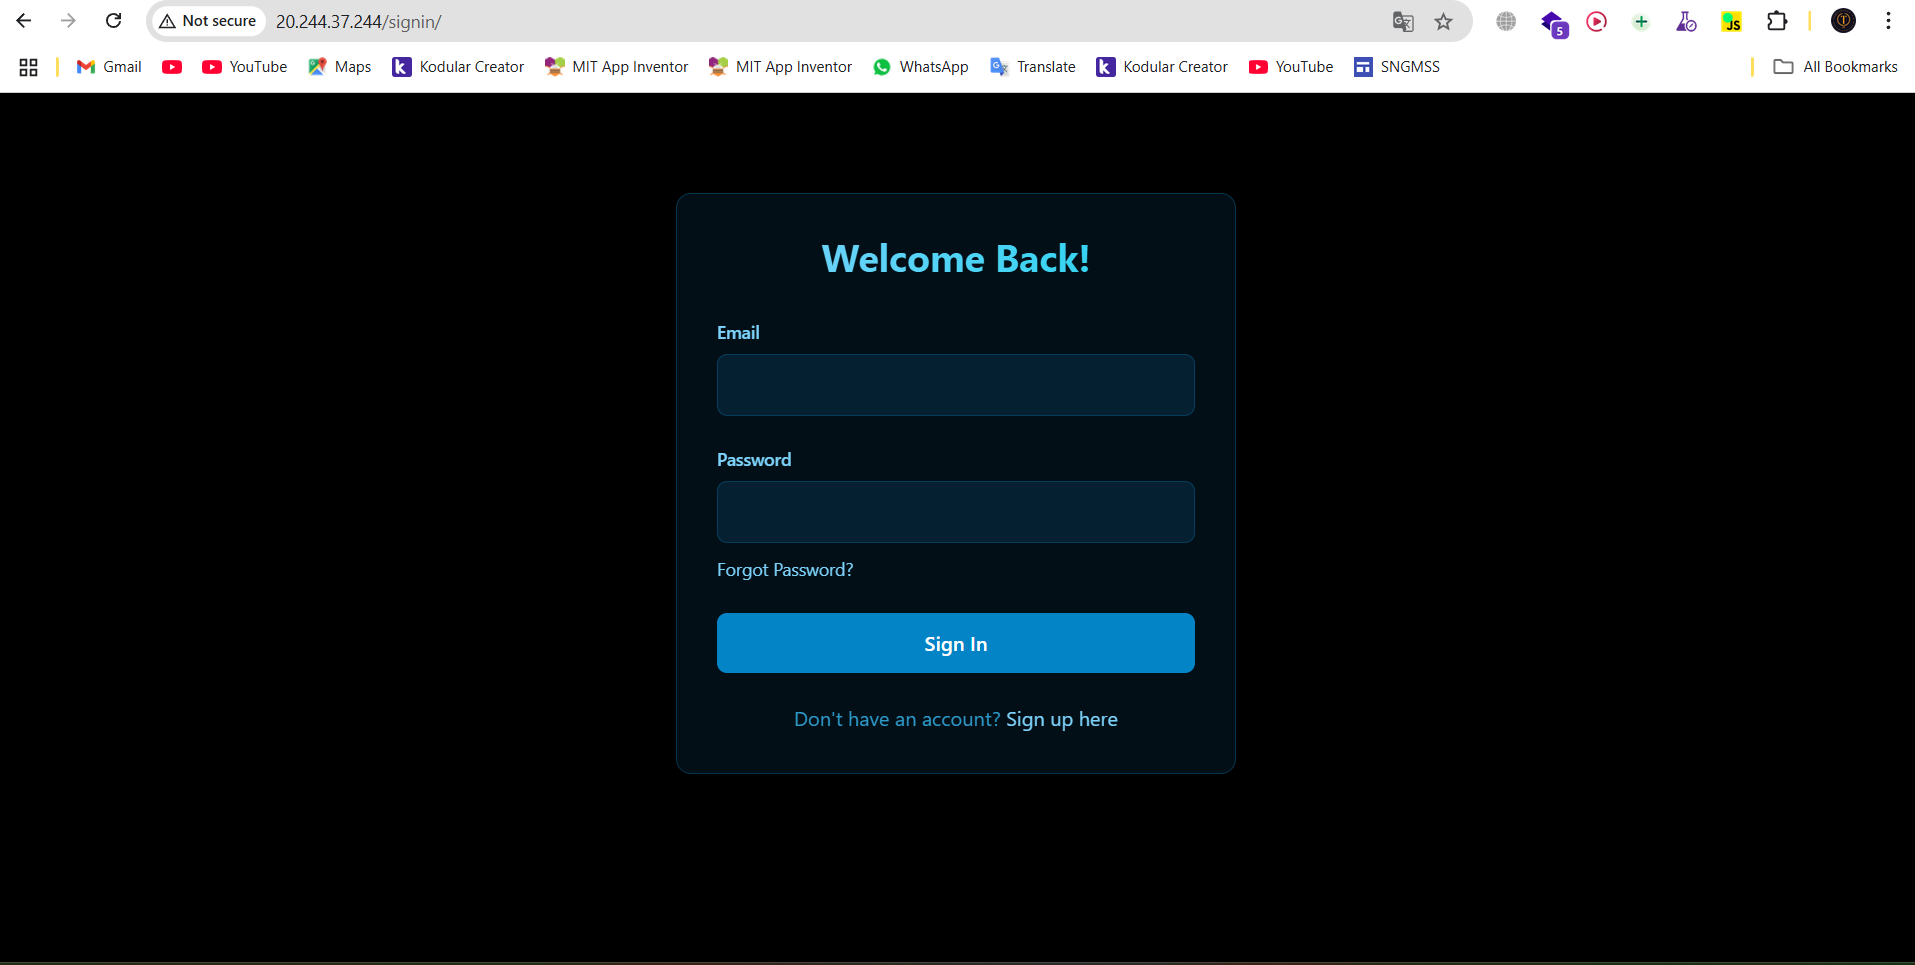 Not secure 20.244.37.244/signin/
5 JS
Gmail YouTube Maps Kodular Creator MIT App Inventor MIT App Inventor WhatsApp Translate Kodular Creator YouTube SNGMSS All Bookmarks
Welcome Back!
Email
Password
Forgot Password?
Sign In
Don't have an account? Sign up here